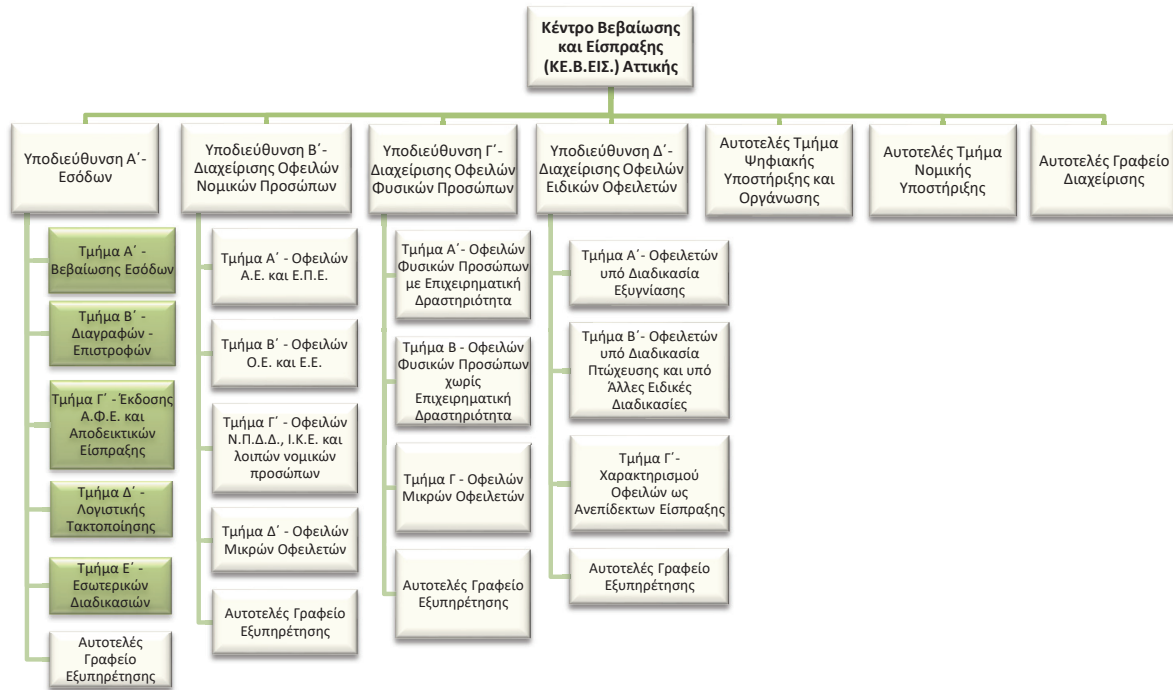 Κέντρο Βεβαίωσης
και Είσπραξης
(ΚΕ.Β.ΕΙΣ.) Αττικής
Υποδιεύθυνση Α΄-
Εσόδων
Υποδιεύθυνση Β΄-
Διαχείρισης Οφειλών
Νομικών Προσώπων
Υποδιεύθυνση Γ΄-
Διαχείρισης Οφειλών
Φυσικών Προσώπων
Υποδιεύθυνση Δ΄-
Διαχείρισης Οφειλών
Ειδικών Οφειλετών
Αυτοτελές Τμήμα
Ψηφιακής
Υποστήριξης και
Οργάνωσης
Αυτοτελές Τμήμα
Νομικής
Υποστήριξης
Αυτοτελές Γραφείο
Διαχείρισης
Τμήμα Α΄ -
Βεβαίωσης Εσόδων
Τμήμα Β΄ -
Διαγραφών -
Επιστροφών
Τμήμα Γ΄ - Έκδοσης
Α.Φ.Ε. και
Αποδεικτικών
Είσπραξης
Τμήμα Δ΄ -
Λογιστικής
Τακτοποίησης
Τμήμα Ε΄ -
Εσωτερικών
Διαδικασιών
Αυτοτελές
Γραφείο
Εξυπηρέτησης
Τμήμα Α΄ - Οφειλών
Α.Ε. και Ε.Π.Ε.
Τμήμα Β΄ - Οφειλών
Ο.Ε. και Ε.Ε.
Τμήμα Γ΄ - Οφειλών
Ν.Π.Δ.Δ., Ι.Κ.Ε. και
λοιπών νομικών
προσώπων
Τμήμα Δ΄ - Οφειλών
Μικρών Οφειλετών
Αυτοτελές Γραφείο
Εξυπηρέτησης
Τμήμα Α΄- Οφειλών
Φυσικών Προσώπων
με Επιχειρηματική
Δραστηριότητα
Τμήμα Β - Οφειλών
Φυσικών Προσώπων
χωρίς
Επιχειρηματική
Δραστηριότητα
Τμήμα Γ - Οφειλών
Μικρών Οφειλετών
Αυτοτελές Γραφείο
Εξυπηρέτησης
Τμήμα Α΄- Οφειλετών
υπό Διαδικασία
Εξυγνίασης
Τμήμα Β΄- Οφειλετών
υπό Διαδικασία
Πτώχευσης και υπό
Άλλες Ειδικές
Διαδικασίες
Τμήμα Γ΄-
Χαρακτηρισμού
Οφειλών ως
Ανεπίδεκτων Είσπραξης
Αυτοτελές Γραφείο
Εξυπηρέτησης